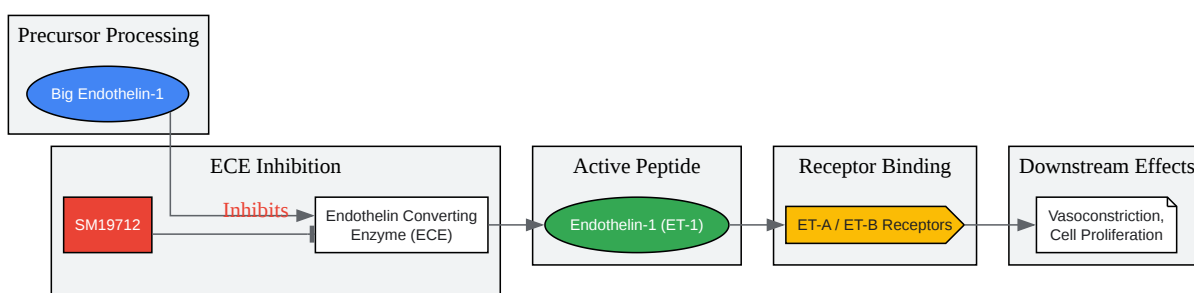 Precursor Processing
Big Endothelin-1
ECE Inhibition
SM19712
Inhibits
Endothelin Converting
Enzyme (ECE)
Active Peptide
Endothelin-1 (ET-1)
Receptor Binding
ET-A / ET-B Receptors
Downstream Effects
Vasoconstriction,
Cell Proliferation